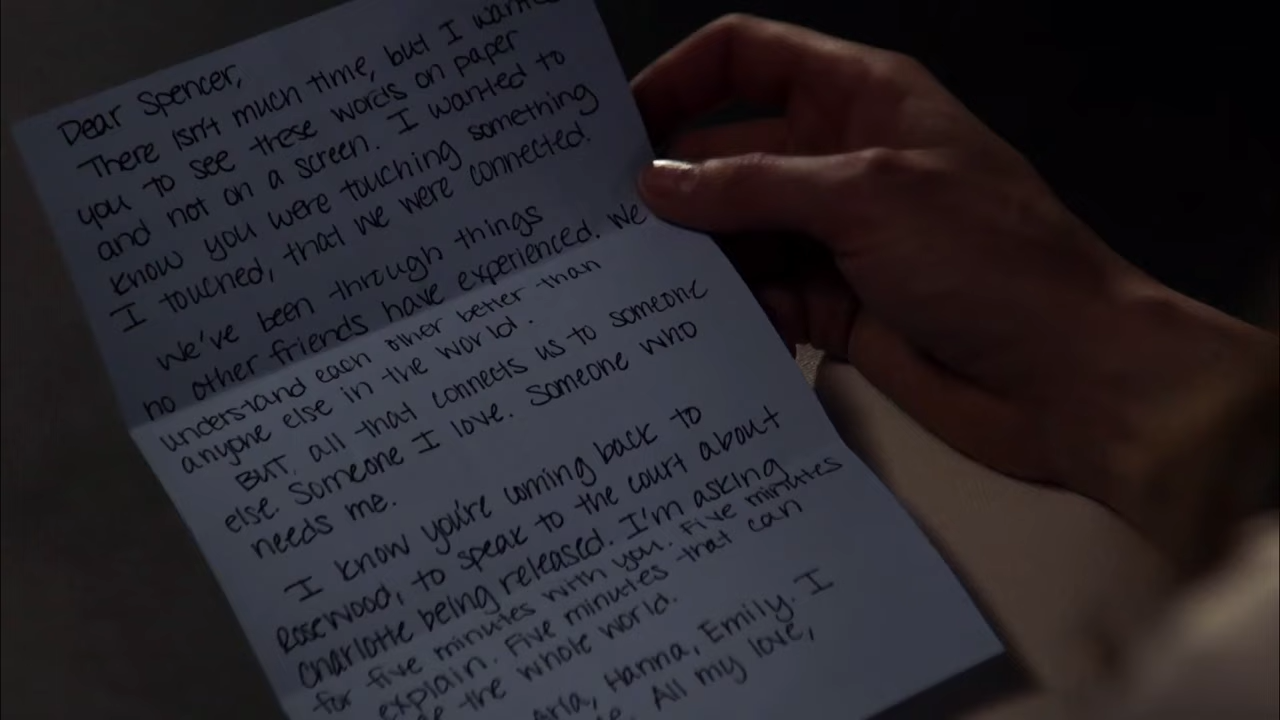 Dear Spencer,
There isn't much time, but I wanted
you to see these words on paper
and not on a screen. I wanted to
know you were touching something
I touched, that we were connected.
We've been through things
no other friends have experienced. We
understand each other better than
anyone else in the world.
BUT, all that connects us to someone
else. Someone I love. Someone who
needs me.
I know you're coming back to
Rosewood, to speak to the court about
Charlotte being released. I'm asking
for five minutes with you. Five minutes
explain. Five minutes that can
the whole world.
Hanna, Emily. I
All my love,